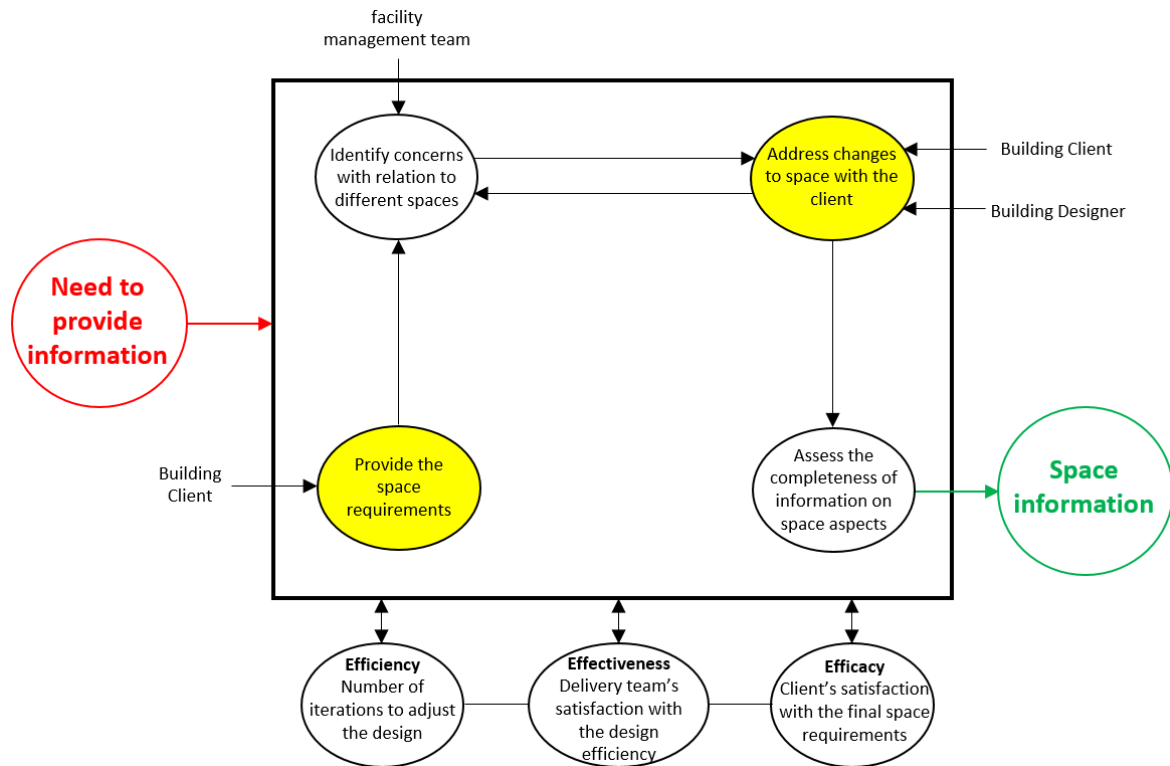 facility
management team
Identify concerns
with relation to
different spaces
Address changes
to space with the
client
Building Client
Building Designer
Need to
provide
information
Building
Client
Provide the
space
requirements
Assess the
completeness of
information on
space aspects
Space
information
Efficiency
Number of
iterations to adjust
the design
Effectiveness
Delivery team's
satisfaction with
the design
efficiency
Efficacy
Client's satisfaction
with the final space
requirements